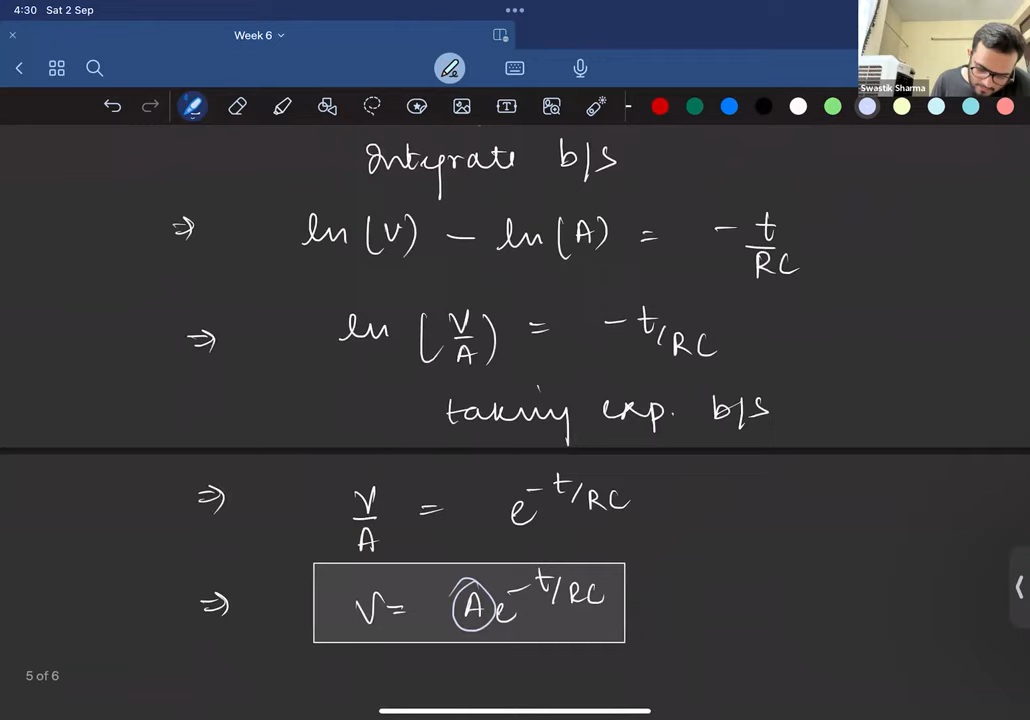 4:30 Sat 2 Sep
Week 6
Swastik Sharma
Integrate b/s
⇒ ln(V) - ln(A) = - t/RC
⇒ ln(V/A) = -t/RC
taking exp. b/s
⇒ V/A = e^-t/RC
⇒ V = Ae^-t/RC
5 of 6